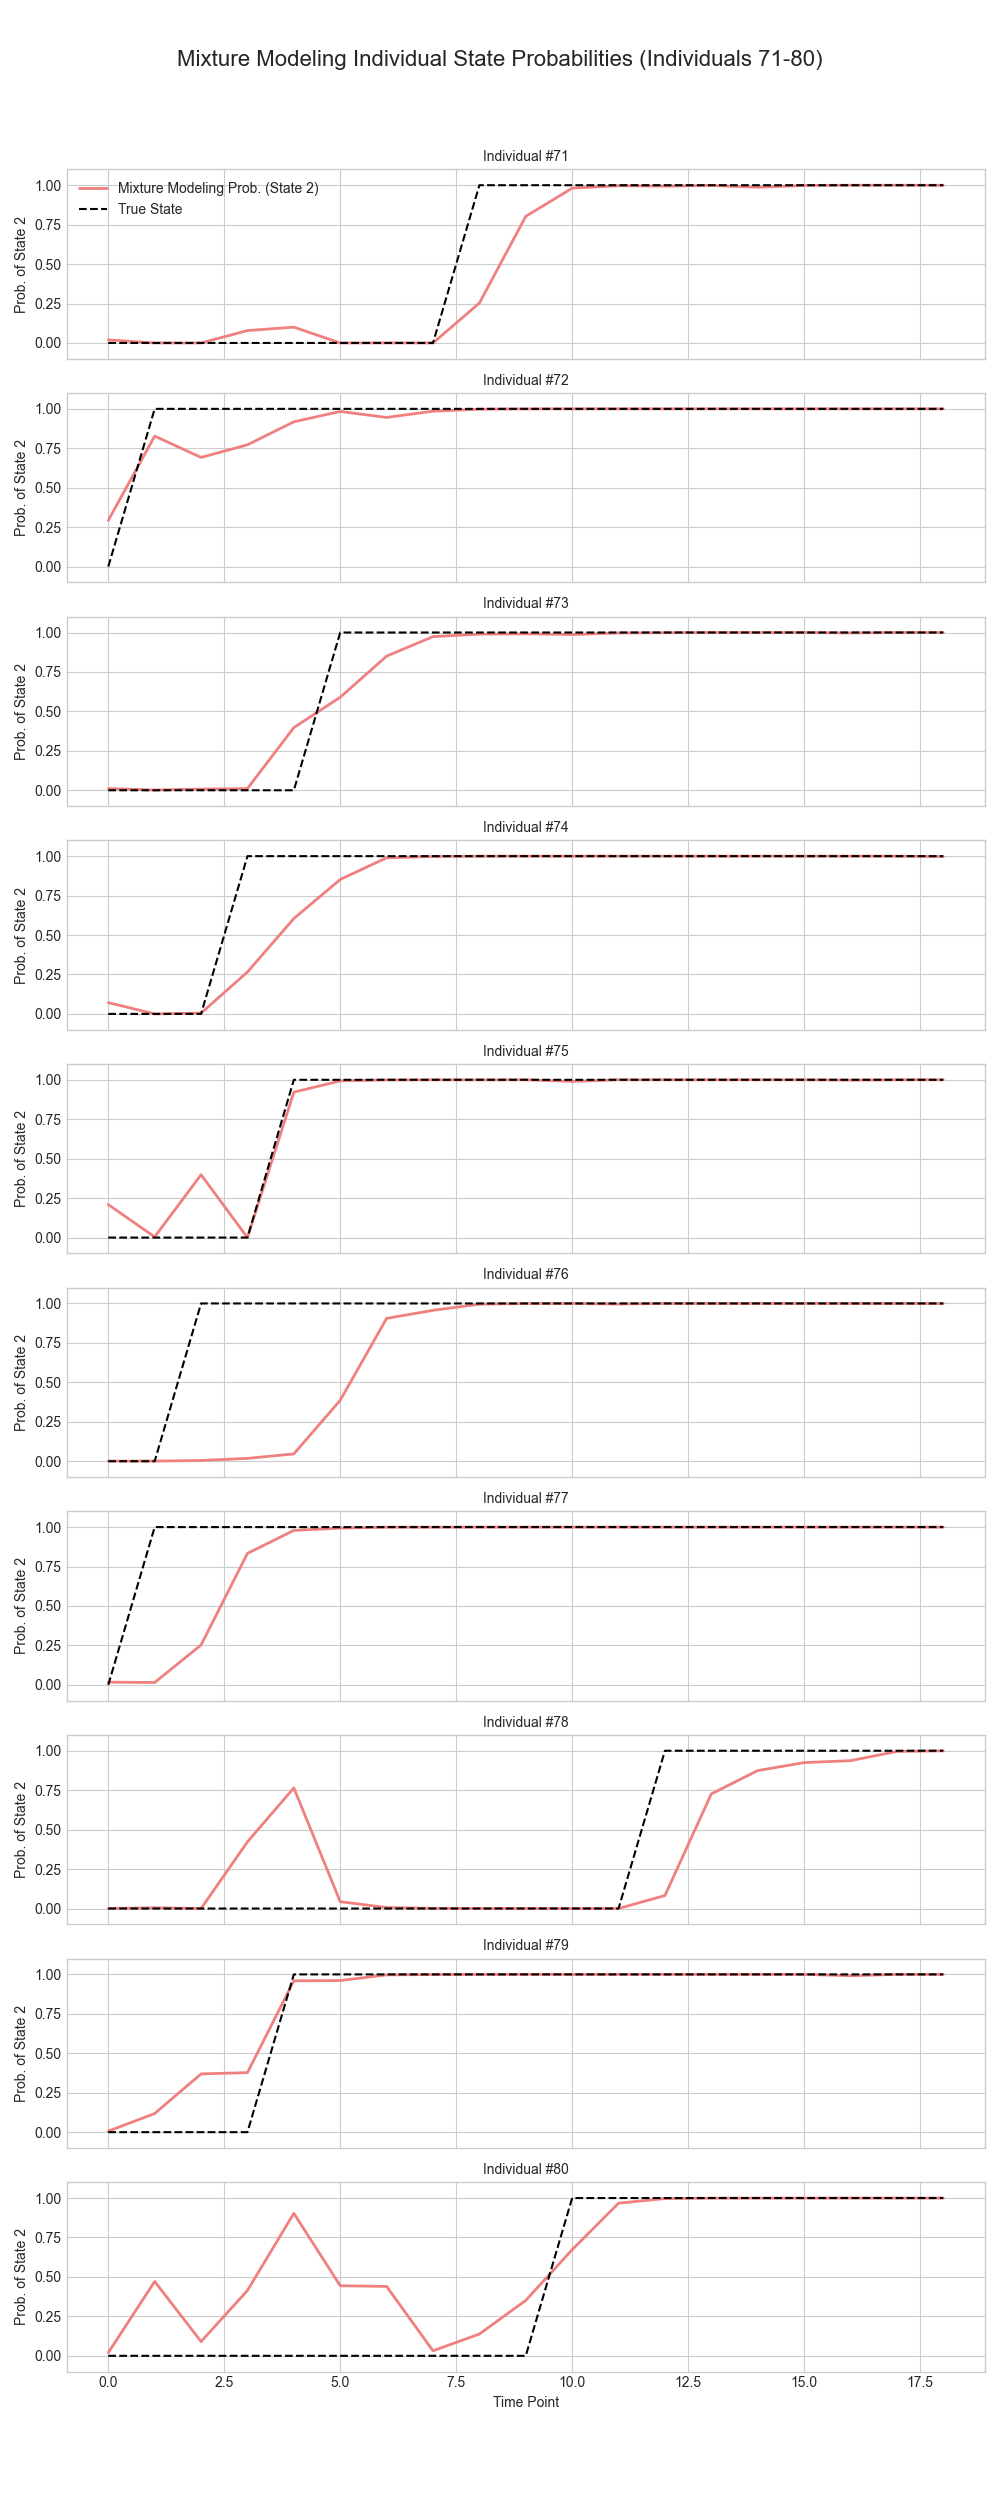 Mixture Modeling Individual State Probabilities (Individuals 71-80)
Individual #71
Mixture Modeling Prob. (State 2)
True State
1.00
0.75
0.50
0.25
0.00
Prob. of State 2
Individual #72
1.00
0.75
0.50
0.25
0.00
Prob. of State 2
Individual #73
1.00
0.75
0.50
0.25
0.00
Prob. of State 2
Individual #74
1.00
0.75
0.50
0.25
0.00
Prob. of State 2
Individual #75
1.00
0.75
0.50
0.25
0.00
Prob. of State 2
Individual #76
1.00
0.75
0.50
0.25
0.00
Prob. of State 2
Individual #77
1.00
0.75
0.50
0.25
0.00
Prob. of State 2
Individual #78
1.00
0.75
0.50
0.25
0.00
Prob. of State 2
Individual #79
1.00
0.75
0.50
0.25
0.00
Prob. of State 2
Individual #80
1.00
0.75
0.50
0.25
0.00
Prob. of State 2
0.0 2.5 5.0 7.5 10.0 12.5 15.0 17.5
Time Point